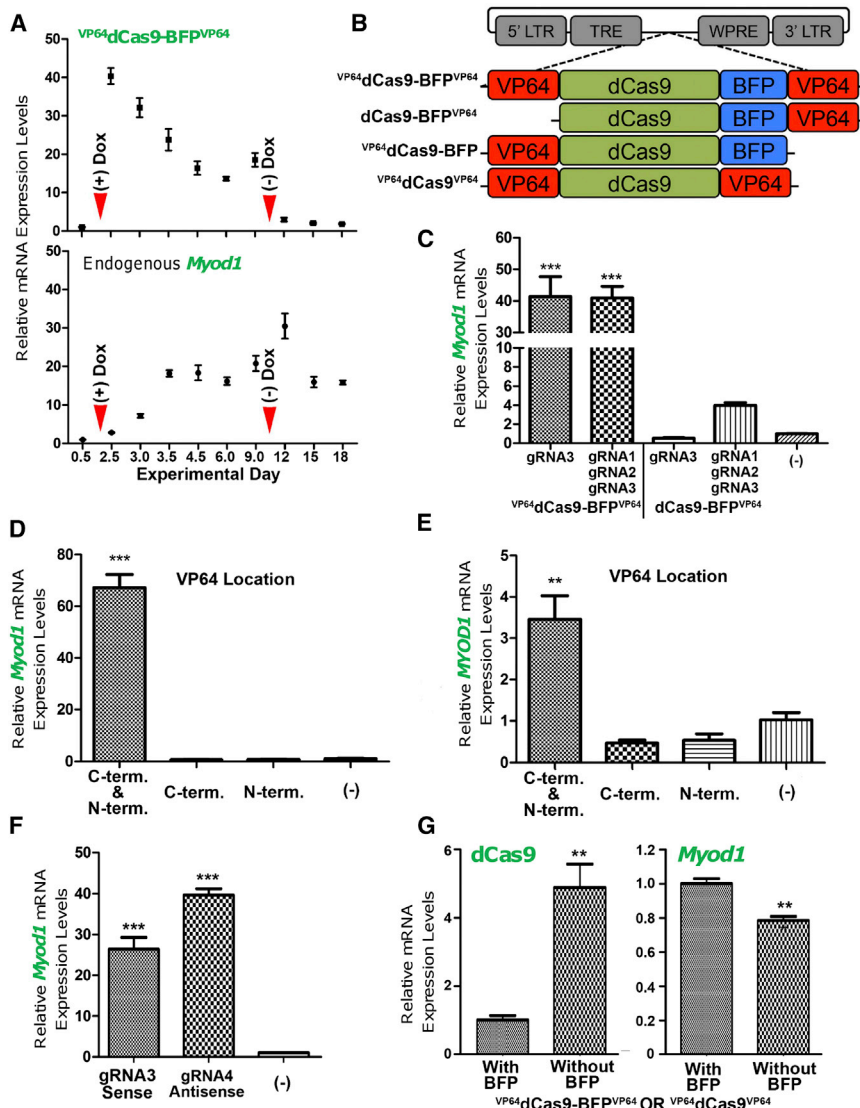 A
VP64dCas9-BFPVP64
Relative mRNA Expression Levels
50
40
30
20
10
0
(+) Dox
(-) Dox
Endogenous Myod1
40
30
20
10
0
(+) Dox
(-) Dox
0.5 2.5 3.0 3.5 4.5 6.0 9.0 12 15 18
Experimental Day
B
5' LTR TRE WPRE 3' LTR
VP64dCas9-BFPVP64 VP64 dCas9 BFP VP64
dCas9-BFPVP64 dCas9 BFP VP64
VP64dCas9-BFP VP64 dCas9 BFP
VP64dCas9VP64 VP64 dCas9 VP64
C
Relative Myod1 mRNA
Expression Levels
60
50
40
30
10
8
6
4
2
0
***
***
gRNA3
gRNA1
gRNA2
gRNA3
gRNA3
gRNA1
gRNA2
gRNA3
(-)
VP64dCas9-BFPVP64
dCas9-BFPVP64
D
Relative Myod1 mRNA
Expression Levels
80
60
40
20
0
***
VP64 Location
C-term.
&
N-term.
C-term.
N-term.
(-)
E
Relative MYOD1 mRNA
Expression Levels
5
4
3
2
1
0
**
VP64 Location
C-term.
&
N-term.
C-term.
N-term.
(-)
F
Relative Myod1 mRNA
Expression Levels
50
40
30
20
10
0
***
***
gRNA3
Sense
gRNA4
Antisense
(-)
G
Relative mRNA
Expression Levels
dCas9
6
4
2
0
**
With
BFP
Without
BFP
Myod1
1.2
1.0
0.8
0.6
0.4
0.2
0
**
With
BFP
Without
BFP
VP64dCas9-BFPVP64 OR VP64dCas9VP64